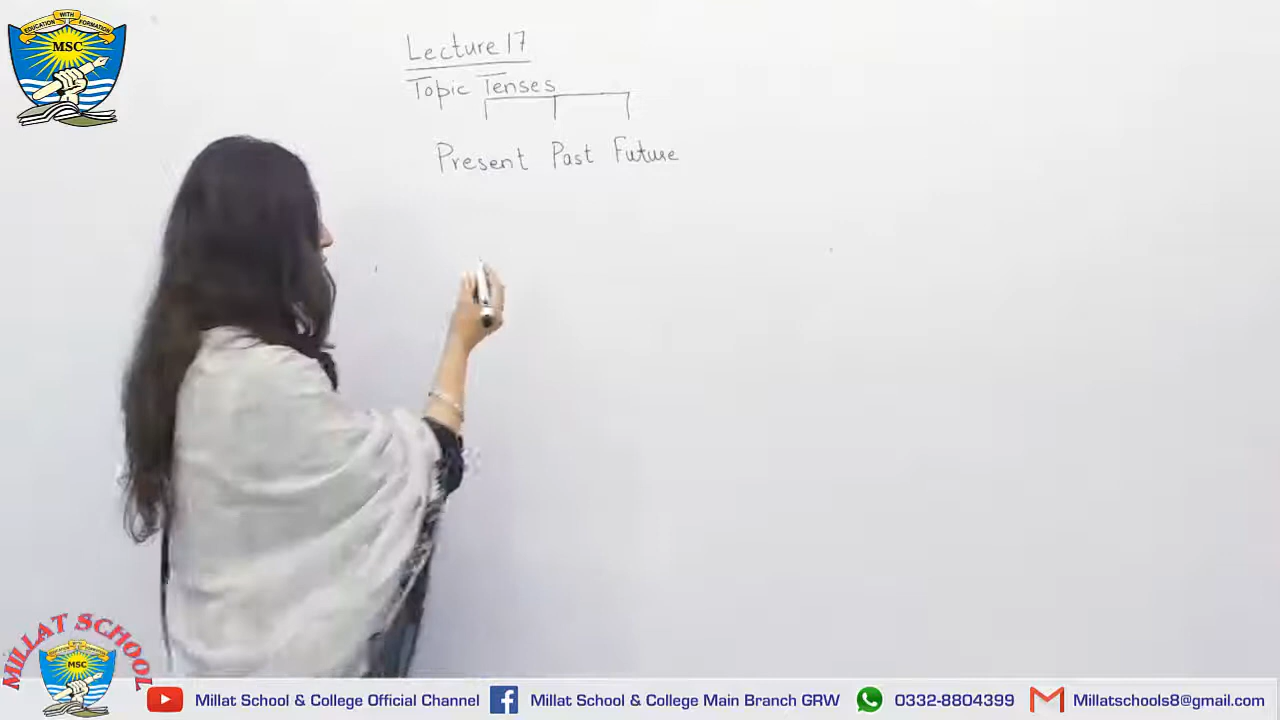 EDUCATION WITH FORMATION
MSC
Lecture 17
Topic Tenses
Present Past Future
MILLAT SCHOOL
MSC
Millat School & College Official Channel
Millat School & College Main Branch GRW
0332-8804399
Millatschools8@gmail.com